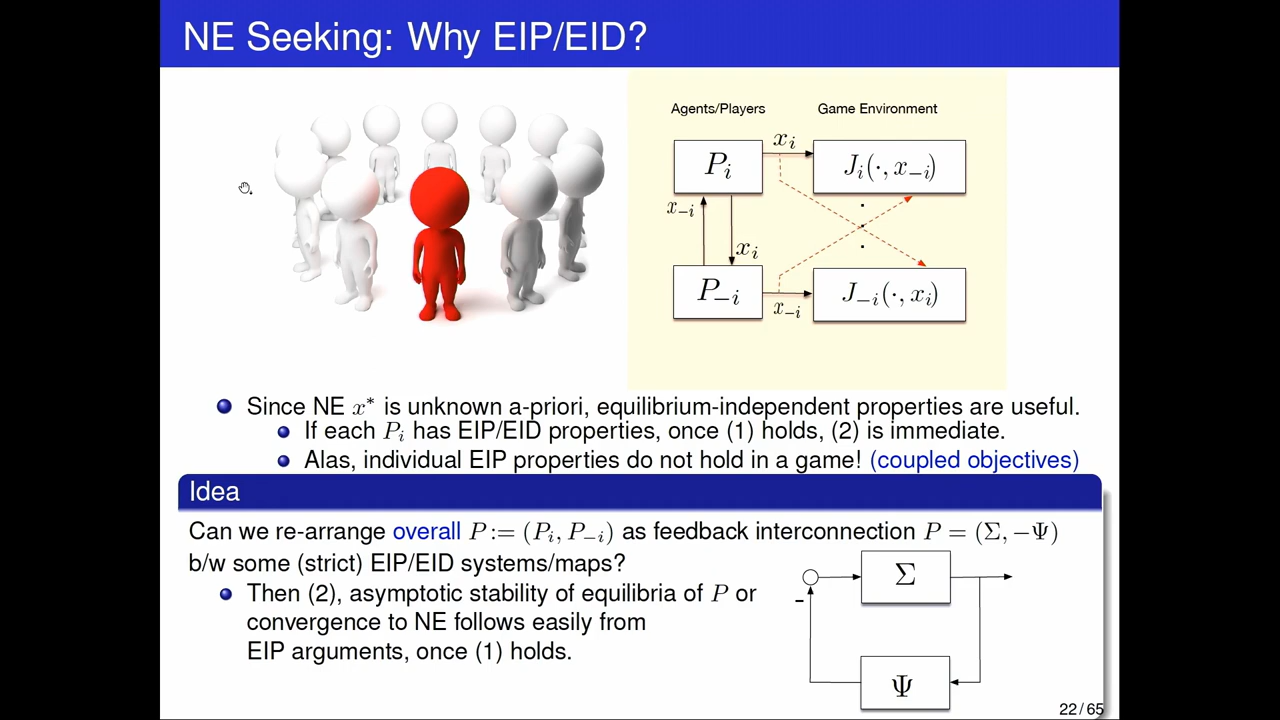 NE Seeking: Why EIP/EID?
Agents/Players
Game Environment
P_i
x_i
J_i(·, x_{-i})
x_{-i}
x_i
P_{-i}
x_{-i}
J_{-i}(·, x_i)
Since NE x* is unknown a-priori, equilibrium-independent properties are useful.
If each P_i has EIP/EID properties, once (1) holds, (2) is immediate.
Alas, individual EIP properties do not hold in a game! (coupled objectives)
Idea
Can we re-arrange overall P := (P_i, P_{-i}) as feedback interconnection P = (Σ, −Ψ)
b/w some (strict) EIP/EID systems/maps?
Then (2), asymptotic stability of equilibria of P or
convergence to NE follows easily from
EIP arguments, once (1) holds.
Σ
-
Ψ
22/65